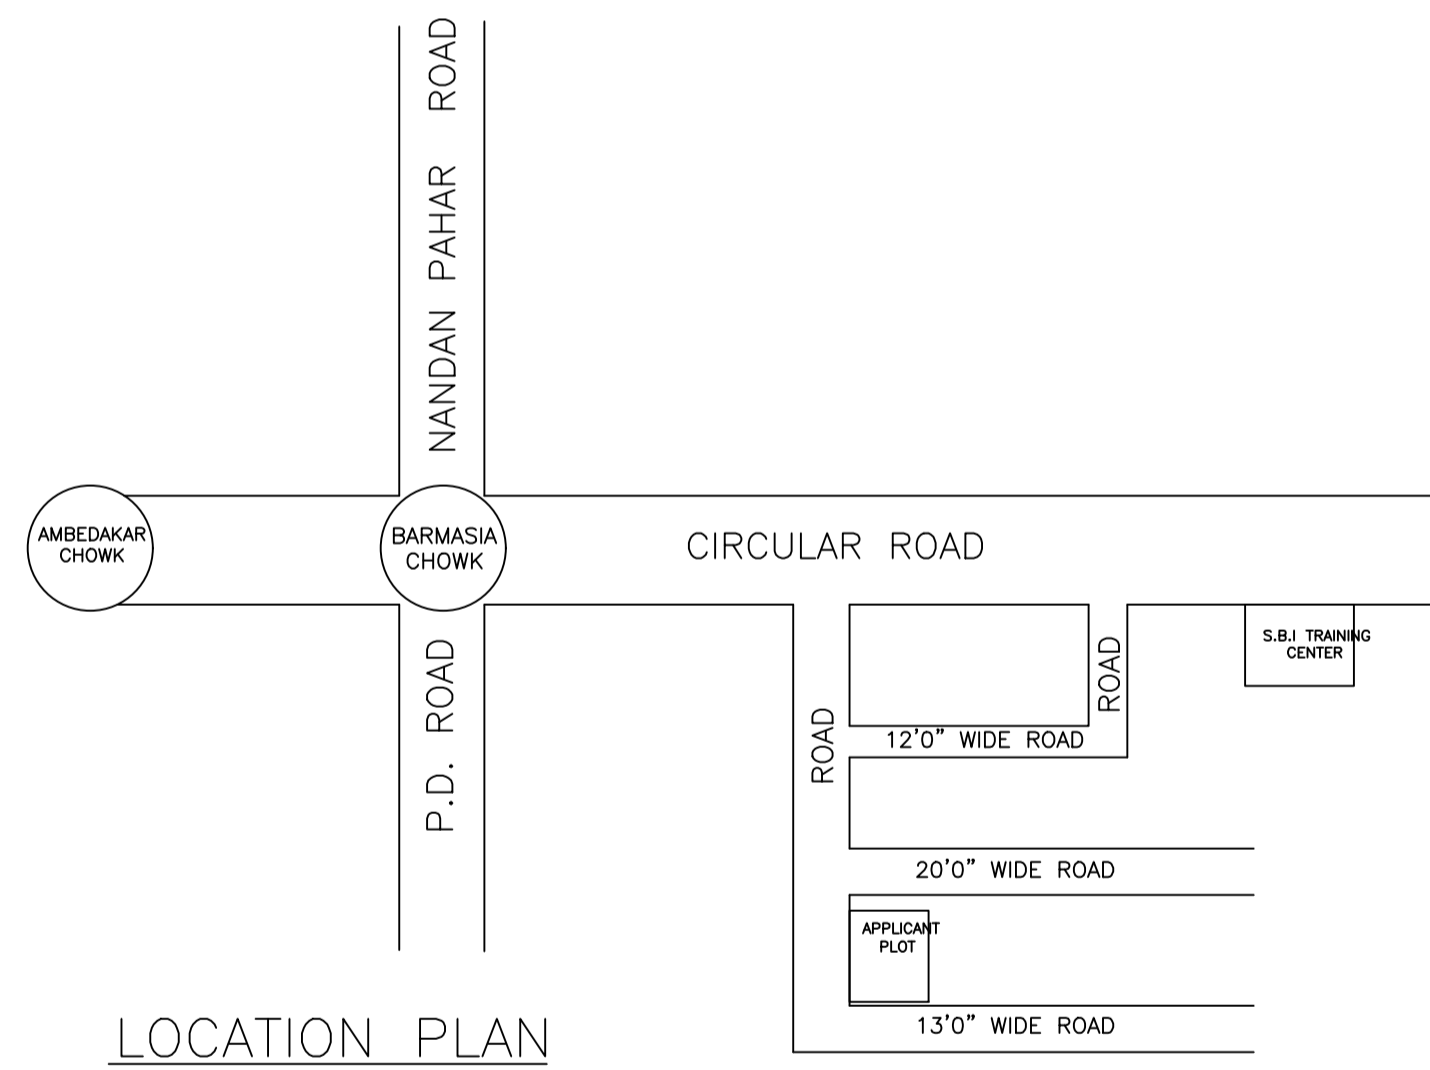 NANDAN PAHAR ROAD
AMBEDAKAR
CHOWK
BARMASIA
CHOWK
CIRCULAR ROAD
P.D. ROAD
ROAD
ROAD
S.B.I TRAINING
CENTER
12'0" WIDE ROAD
20'0" WIDE ROAD
APPLICANT
PLOT
13'0" WIDE ROAD
LOCATION PLAN